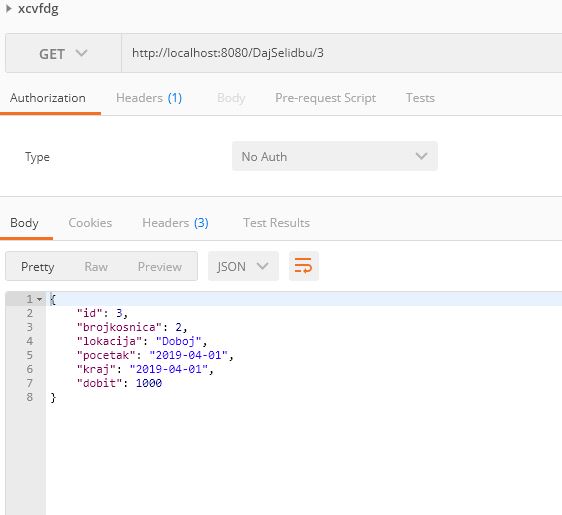 xcvfdg
GET http://localhost:8080/DajSelidbu/3
Authorization Headers (1) Body Pre-request Script Tests
Type No Auth
Body Cookies Headers (3) Test Results
Pretty Raw Preview JSON
1 {
2 "id": 3,
3 "brojkosnica": 2,
4 "lokacija": "Doboj",
5 "pocetak": "2019-04-01",
6 "kraj": "2019-04-01",
7 "dobit": 1000
8 }